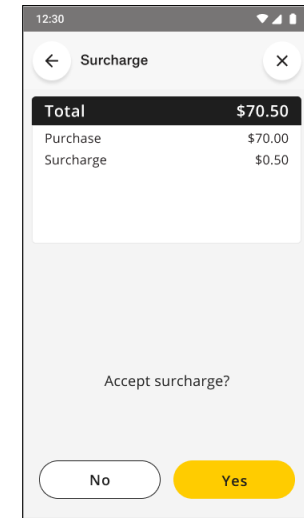 12:30
Surcharge
Total $70.50
Purchase $70.00
Surcharge $0.50
Accept surcharge?
No Yes